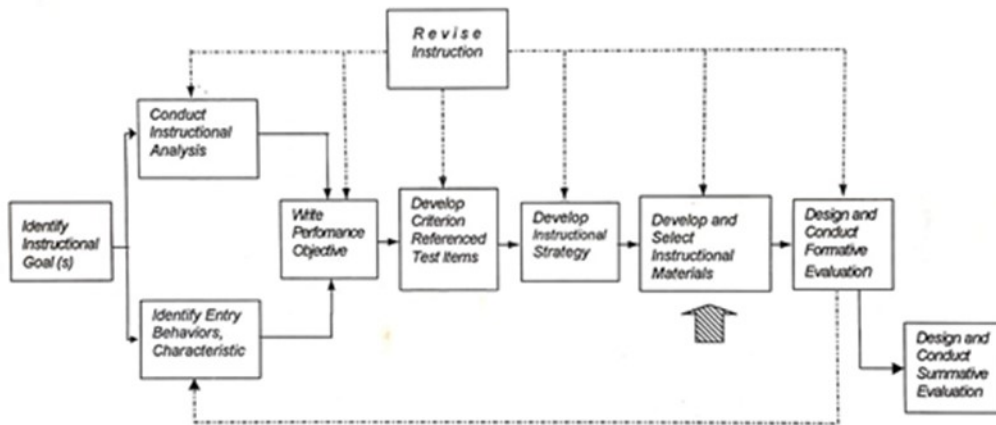 R e v i s e
Instruction
Conduct
Instructional
Analysis
Identify
Instructional
Goal (s)
Write
Perfomance
Objective
Develop
Criterion
Referenced
Test Items
Develop
Instructional
Strategy
Develop and
Select
Instructional
Materials
Design and
Conduct
Formative
Evaluation
Identify Entry
Behaviors,
Characteristic
Design and
Conduct
Summative
Evaluation